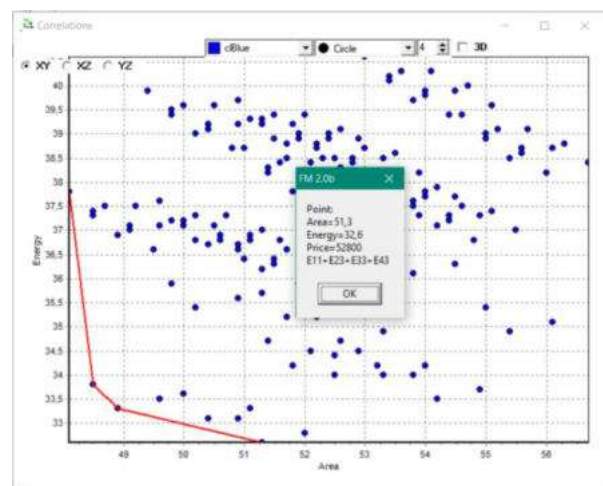 Correlations
clBlue Circle 4 3D
XY XZ YZ
40
39,5
39
38,5
38
37,5
37
36,5
36
35,5
35
34,5
34
33,5
33
Energy
49 50 51 52 53 54 55 56
Area
FM 2.0b
Point:
Area=51,3
Energy=32,6
Price=52800
E11+E23+E33+E43
OK